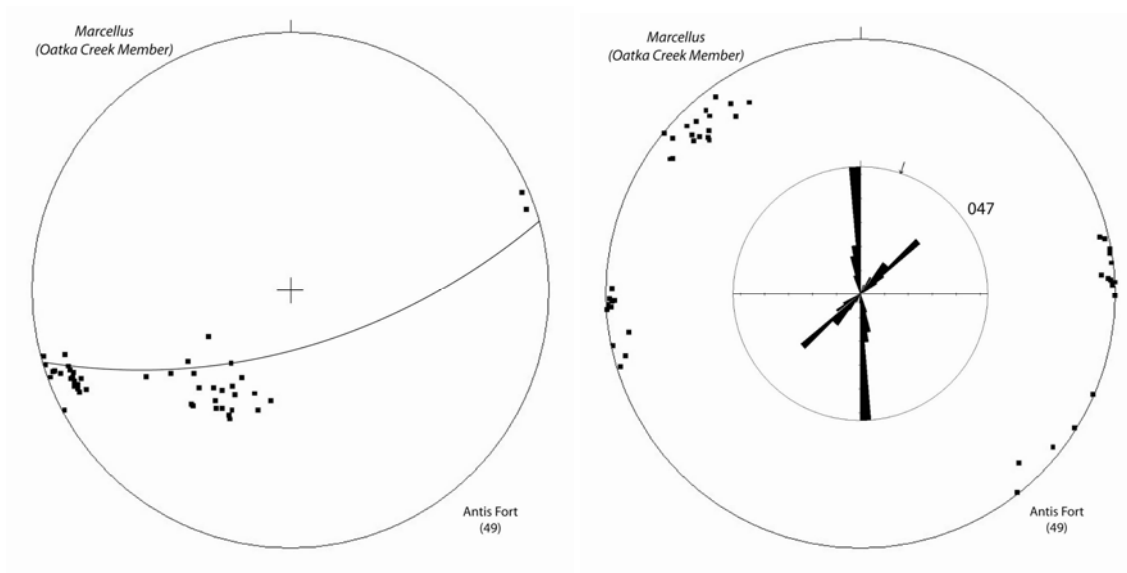 Marcellus
(Oatka Creek Member)
Antis Fort
(49)
Marcellus
(Oatka Creek Member)
047
Antis Fort
(49)